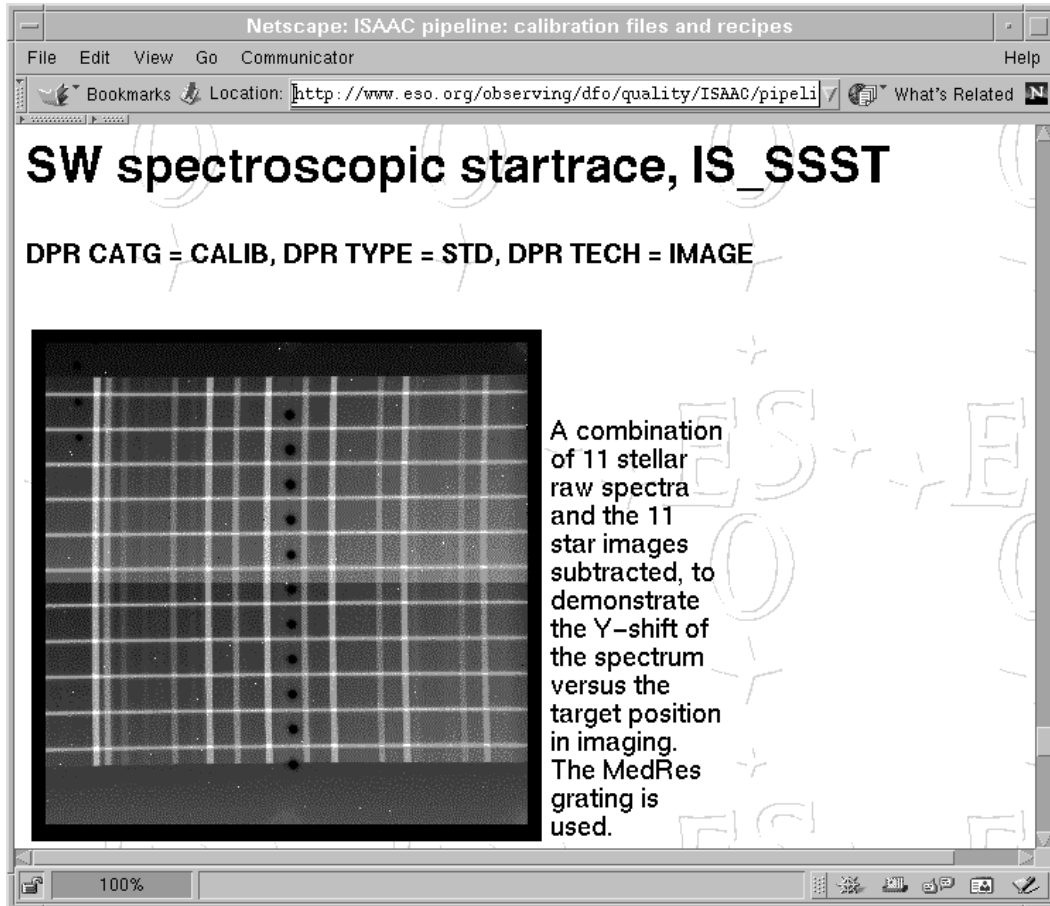 Netscape: ISAAC pipeline: calibration files and recipes
File Edit View Go Communicator Help
Bookmarks Location: http://www.eso.org/observing/dfo/quality/ISAAC/pipeli What's Related N
SW spectroscopic startrace, IS_SSST
DPR CATG = CALIB, DPR TYPE = STD, DPR TECH = IMAGE
A combination
of 11 stellar
raw spectra
and the 11
star images
subtracted, to
demonstrate
the Y-shift of
the spectrum
versus the
target position
in imaging.
The MedRes
grating is
used.
ESO
100%